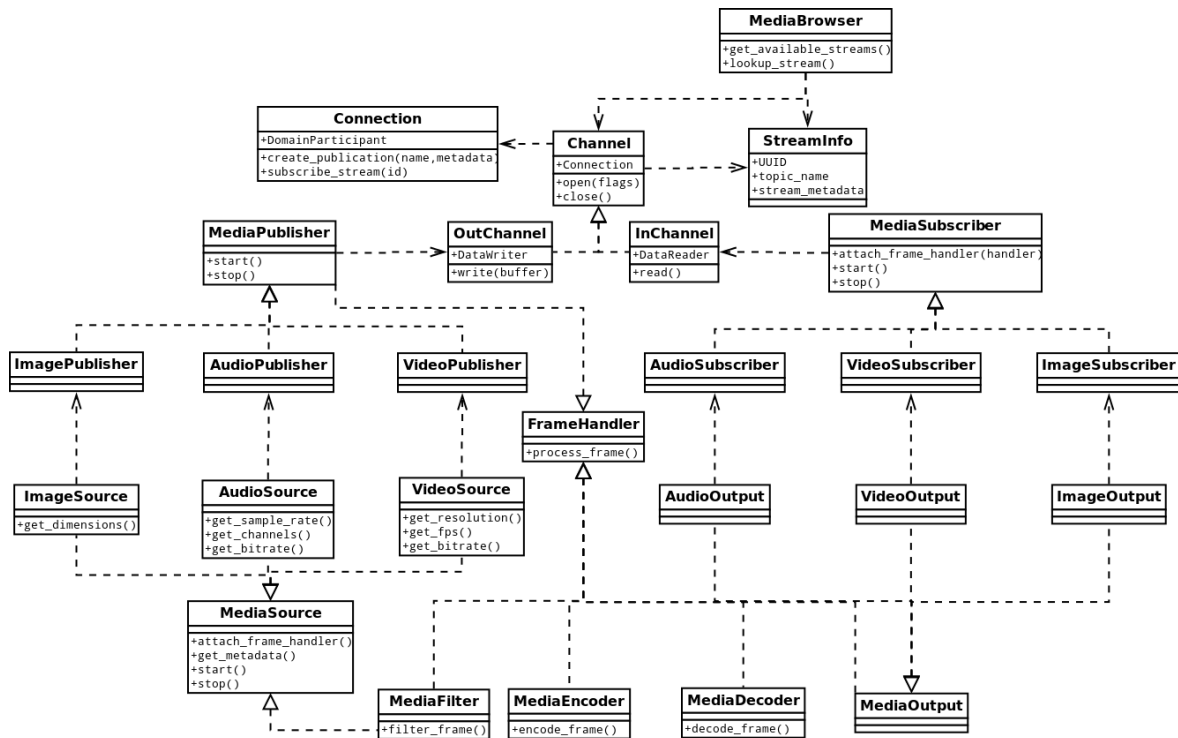 MediaBrowser
+get_available_streams()
+lookup_stream()
Connection
+DomainParticipant
+create_publication(name,metadata)
+subscribe_stream(id)
Channel
+Connection
+open(flags)
+close()
StreamInfo
+UUID
+topic_name
+stream_metadata
MediaPublisher
+start()
+stop()
OutChannel
+DataWriter
+write(buffer)
InChannel
+DataReader
+read()
MediaSubscriber
+attach_frame_handler(handler)
+start()
+stop()
ImagePublisher
AudioPublisher
VideoPublisher
AudioSubscriber
VideoSubscriber
ImageSubscriber
FrameHandler
+process_frame()
ImageSource
+get_dimensions()
AudioSource
+get_sample_rate()
+get_channels()
+get_bitrate()
VideoSource
+get_resolution()
+get_fps()
+get_bitrate()
AudioOutput
VideoOutput
ImageOutput
MediaSource
+attach_frame_handler()
+get_metadata()
+start()
+stop()
MediaFilter
+filter_frame()
MediaEncoder
+encode_frame()
MediaDecoder
+decode_frame()
MediaOutput